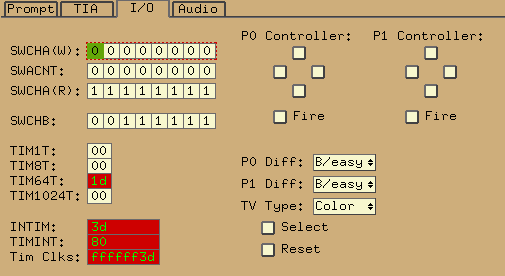 Prompt TIA I/O Audio
P0 Controller: P1 Controller:
SWCHA(W): 0 0 0 0 0 0 0 0
SWACNT: 0 0 0 0 0 0 0 0
SWCHA(R): 1 1 1 1 1 1 1 1
Fire Fire
SWCHB: 0 0 1 1 1 1 1 1
TIM1T: 00
TIM8T: 00
TIM64T: 1d
TIM1024T: 00
P0 Diff: B/easy
P1 Diff: B/easy
TV Type: Color
Select
Reset
INTIM: 3d
TIMINT: 80
Tim Clks: ffffff3d